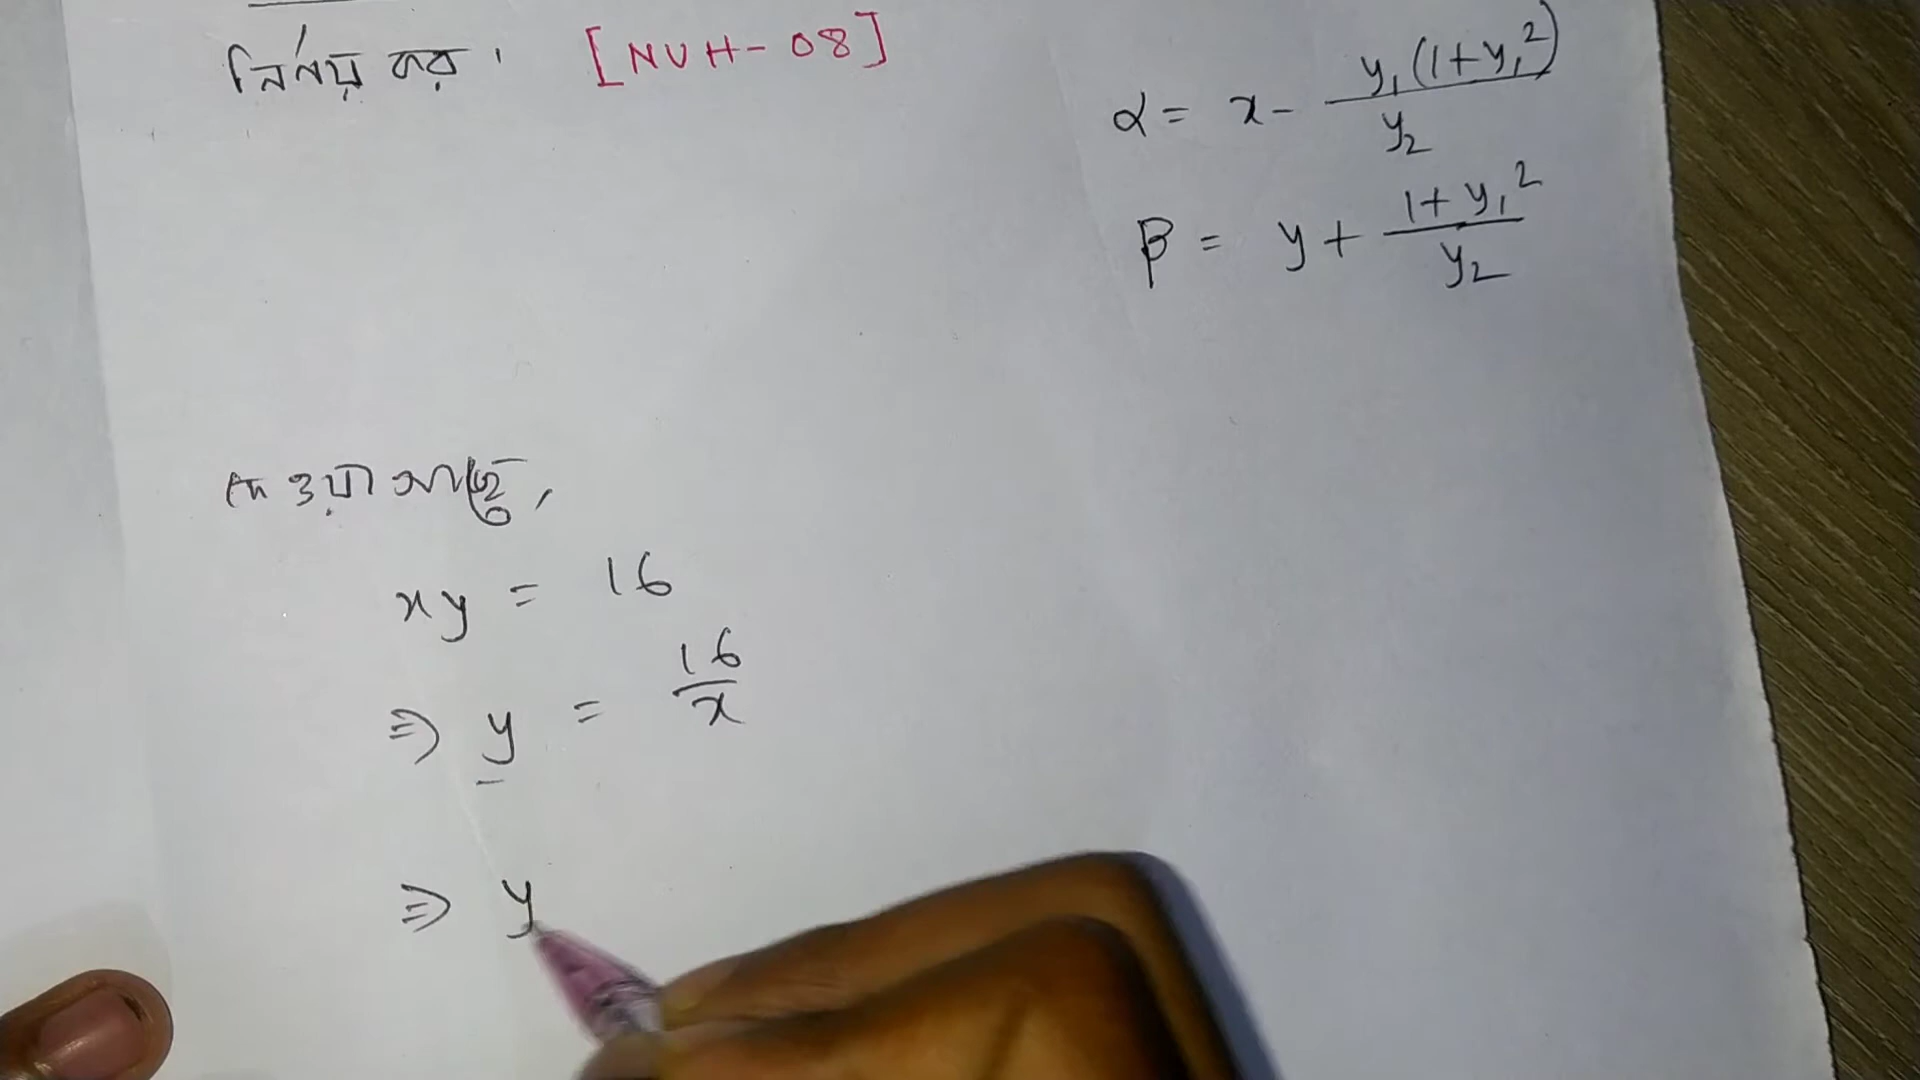 নির্ণয় কর। [NUH-08]
α = x - y₁(1+y₁²)/y₂
β = y + (1+y₁²)/y₂
দেওয়া আছে,
xy = 16
⇒ y = 16/x
⇒ y